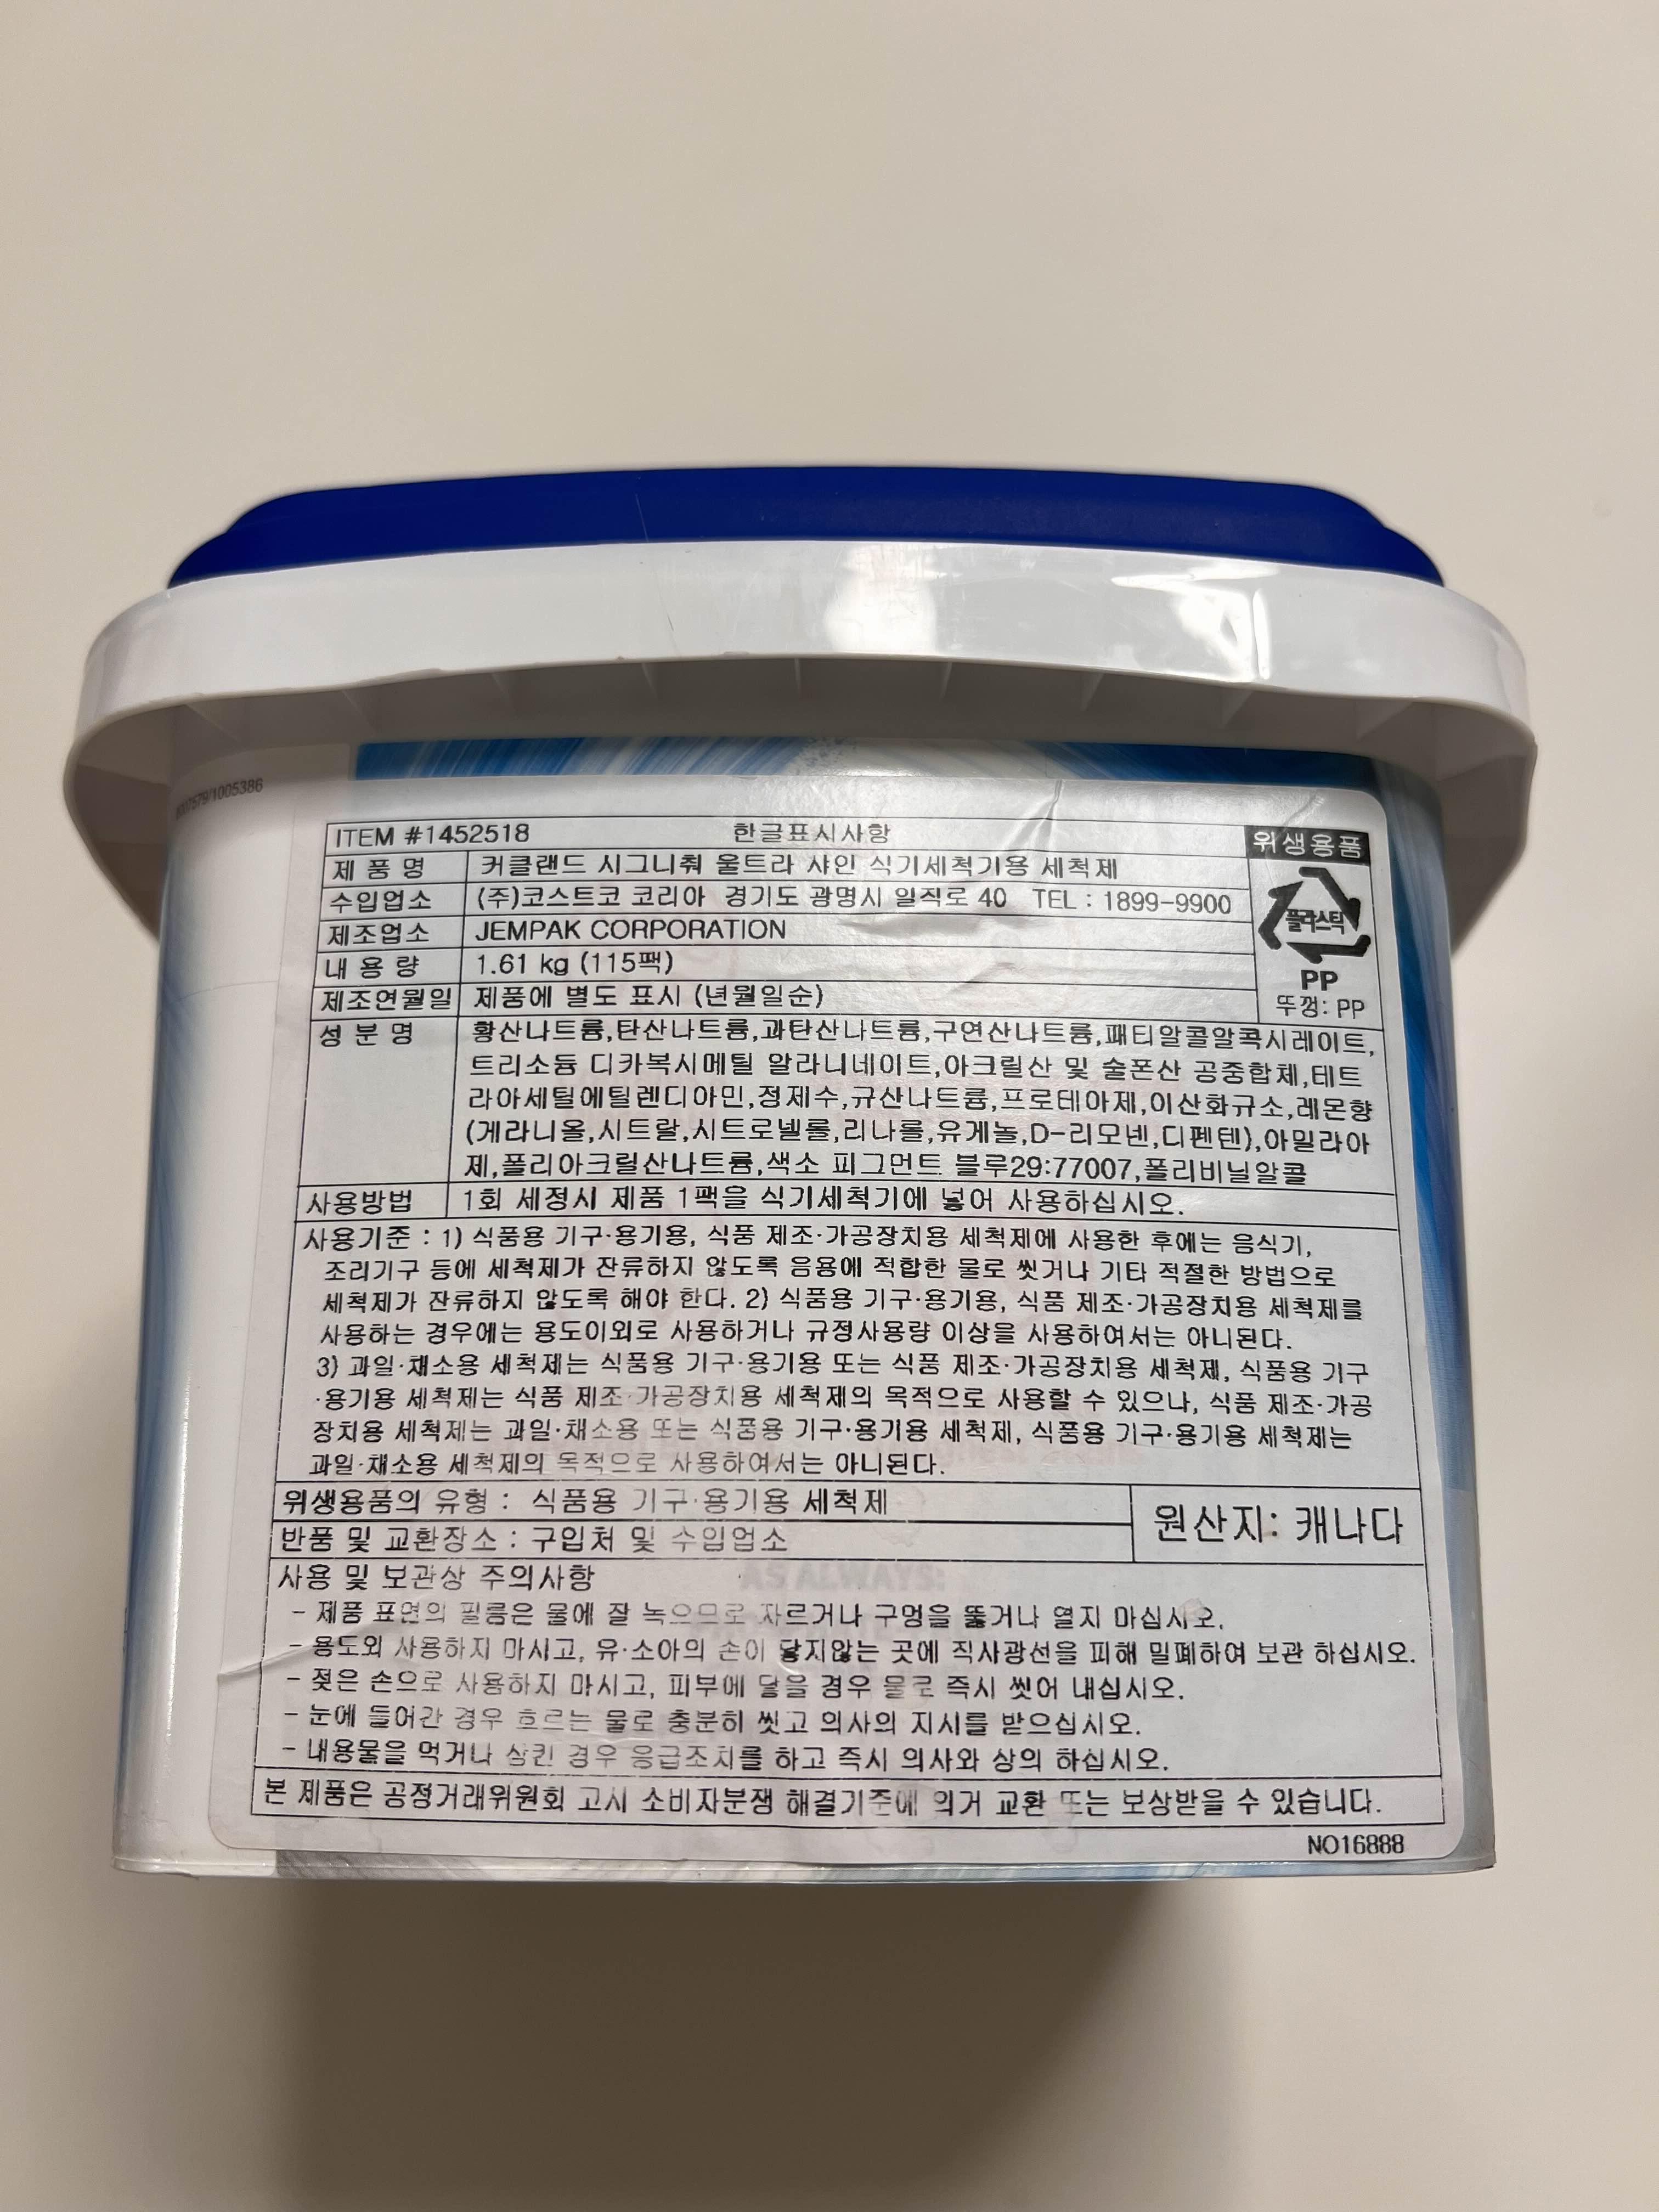 1005386
ITEM #1452518 한글표시사항 위생용품
제 품 명 커클랜드 시그니춰 울트라 샤인 식기세척기용 세척제
수입업소 (주)코스트코 코리아 경기도 광명시 일직로 40 TEL : 1899-9900
플라스틱
제조업소 JEMPAK CORPORATION
내 용 량 1.61 kg (115팩)
PP
제조연월일 제품에 별도 표시 (년월일순)
뚜껑: PP
성 분 명 황산나트륨,탄산나트륨,과탄산나트륨,구연산나트륨,패티알콜알콕시레이트,
트리소듐 디카복시메틸 알라니네이트,아크릴산 및 술폰산 공중합체,테트
라아세틸에틸렌디아민,정제수,규산나트륨,프로테아제,이산화규소,레몬향
(게라니올,시트랄,시트로넬롤,리나롤,유게놀,D-리모넨,디펜텐),아밀라아
제,폴리아크릴산나트륨,색소 피그먼트 블루29:77007,폴리비닐알콜
사용방법 1회 세정시 제품 1팩을 식기세척기에 넣어 사용하십시오.
사용기준 : 1) 식품용 기구·용기용, 식품 제조·가공장치용 세척제에 사용한 후에는 음식기,
조리기구 등에 세척제가 잔류하지 않도록 음용에 적합한 물로 씻거나 기타 적절한 방법으로
세척제가 잔류하지 않도록 해야 한다. 2) 식품용 기구·용기용, 식품 제조·가공장치용 세척제를
사용하는 경우에는 용도이외로 사용하거나 규정사용량 이상을 사용하여서는 아니된다.
3) 과일·채소용 세척제는 식품용 기구·용기용 또는 식품 제조·가공장치용 세척제, 식품용 기구
·용기용 세척제는 식품 제조·가공장치용 세척제의 목적으로 사용할 수 있으나, 식품 제조·가공
장치용 세척제는 과일·채소용 또는 식품용 기구·용기용 세척제, 식품용 기구·용기용 세척제는
과일·채소용 세척제의 목적으로 사용하여서는 아니된다.
위생용품의 유형 : 식품용 기구·용기용 세척제
원산지: 캐나다
반품 및 교환장소 : 구입처 및 수입업소
사용 및 보관상 주의사항
AS ALWAYS:
- 제품 표면의 필름은 물에 잘 녹으므로 자르거나 구멍을 뚫거나 열지 마십시오.
- 용도외 사용하지 마시고, 유·소아의 손이 닿지않는 곳에 직사광선을 피해 밀폐하여 보관 하십시오.
- 젖은 손으로 사용하지 마시고, 피부에 닿을 경우 물로 즉시 씻어 내십시오.
- 눈에 들어간 경우 흐르는 물로 충분히 씻고 의사의 지시를 받으십시오.
- 내용물을 먹거나 삼킨 경우 응급조치를 하고 즉시 의사와 상의 하십시오.
본 제품은 공정거래위원회 고시 소비자분쟁 해결기준에 의거 교환 또는 보상받을 수 있습니다.
NO16888